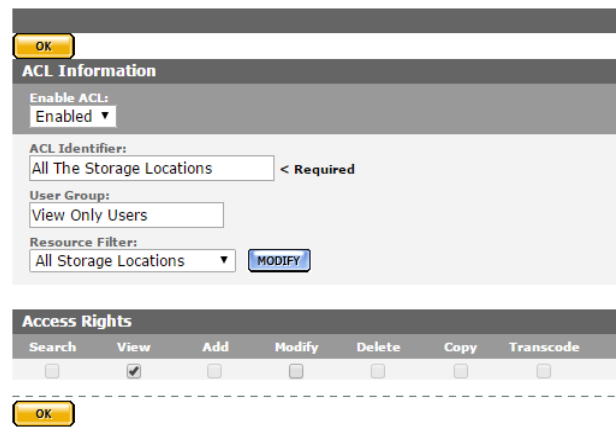 OK
ACL Information
Enable ACL:
Enabled
ACL Identifier:
All The Storage Locations < Required
User Group:
View Only Users
Resource Filter:
All Storage Locations MODIFY
Access Rights
Search View Add Modify Delete Copy Transcode
OK